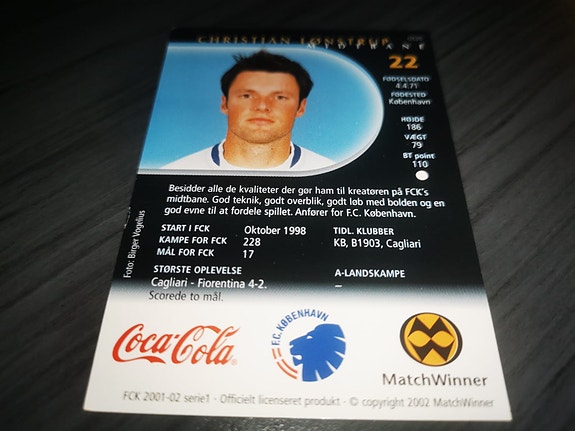 CHRISTIAN LØNSTRUP
MIDTBANE
22
FØDSELSDATO
4.4.71
FØDESTED
København
HØJDE
186
VÆGT
79
BT point
110
Besidder alle de kvaliteter der gør ham til kreatøren på FCK's
midtbane. God teknik, godt overblik, godt løb med bolden og en
god evne til at fordele spillet. Anfører for F.C. København.
START I FCK Oktober 1998
KAMPE FOR FCK 228
MÅL FOR FCK 17
TIDL. KLUBBER
KB, B1903, Cagliari
STØRSTE OPLEVELSE
Cagliari - Fiorentina 4-2.
Scorede to mål.
A-LANDSKAMPE
–
Foto: Birger Vogelius
Coca-Cola
F.C. KØBENHAVN
MatchWinner
FCK 2001-02 serie1 - Officielt licenseret produkt - © copyright 2002 MatchWinner